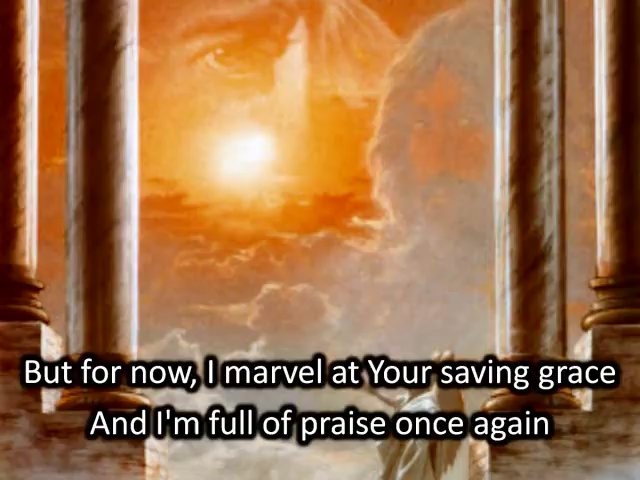 But for now, I marvel at Your saving grace
And I'm full of praise once again